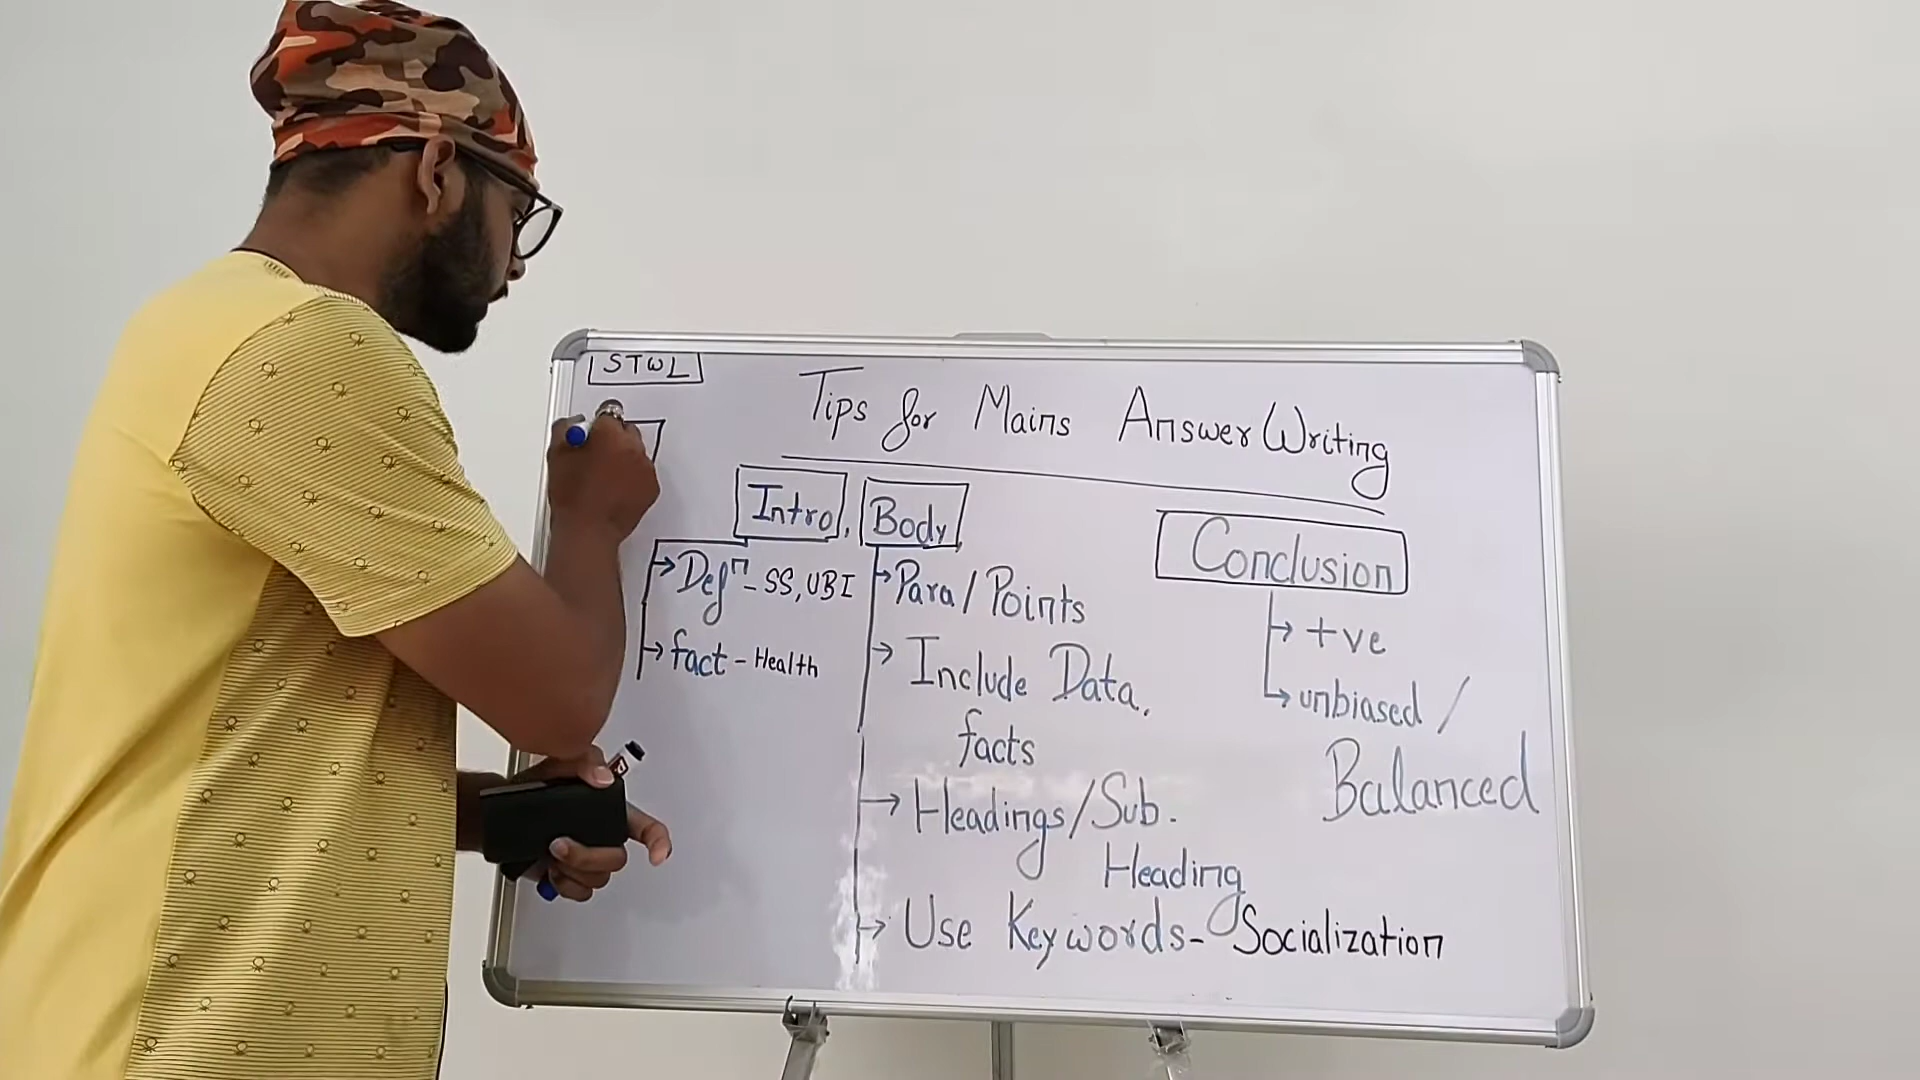 STWL
Tips for Mains Answer Writing
Intro, Body,
Conclusion
→ Defⁿ - SS, UBI
→ fact - Health
→ Para / Points
→ Include Data,
facts
→ Headings/Sub.
Heading
→ Use Keywords - Socialization
→ +ve
→ unbiased /
Balanced